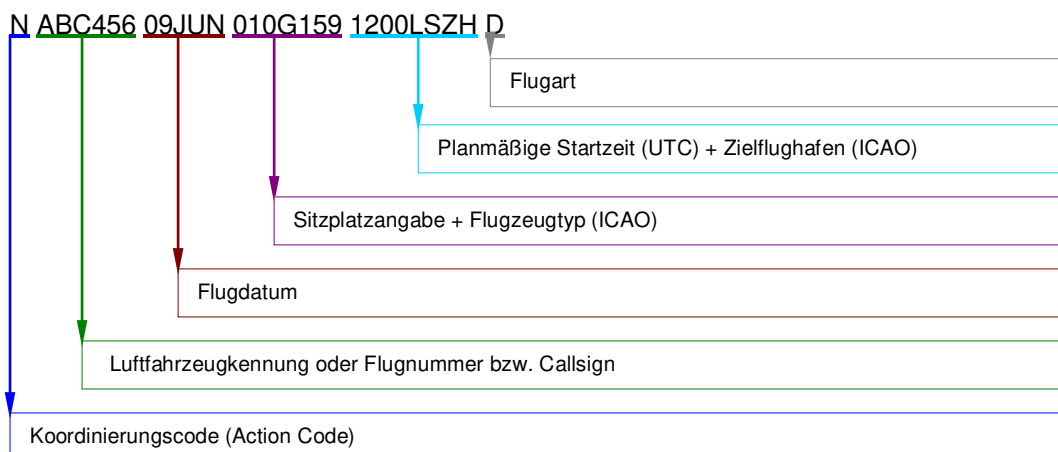 N ABC456 09JUN 010G159 1200LSZH D
Flugart
Planmäßige Startzeit (UTC) + Zielflughafen (ICAO)
Sitzplatzangabe + Flugzeugtyp (ICAO)
Flugdatum
Luftfahrzeugkennung oder Flugnummer bzw. Callsign
Koordinierungscode (Action Code)